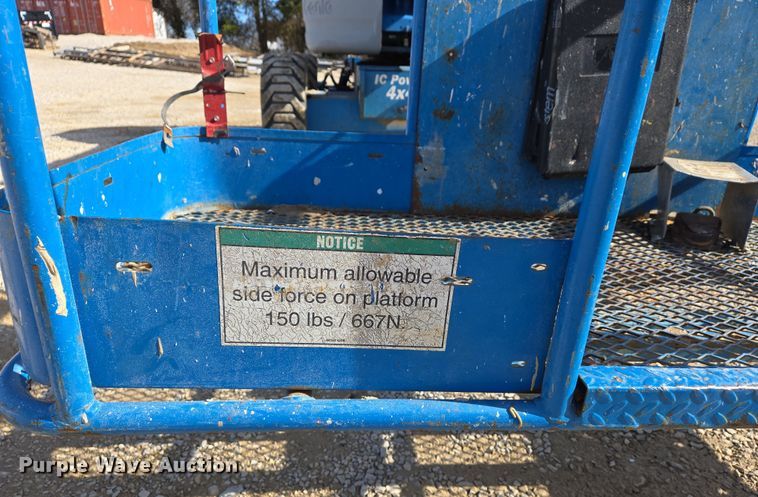 IC Pow
4x4
NOTICE
Maximum allowable
side force on platform
150 lbs / 667N.
Purple Wave Auction